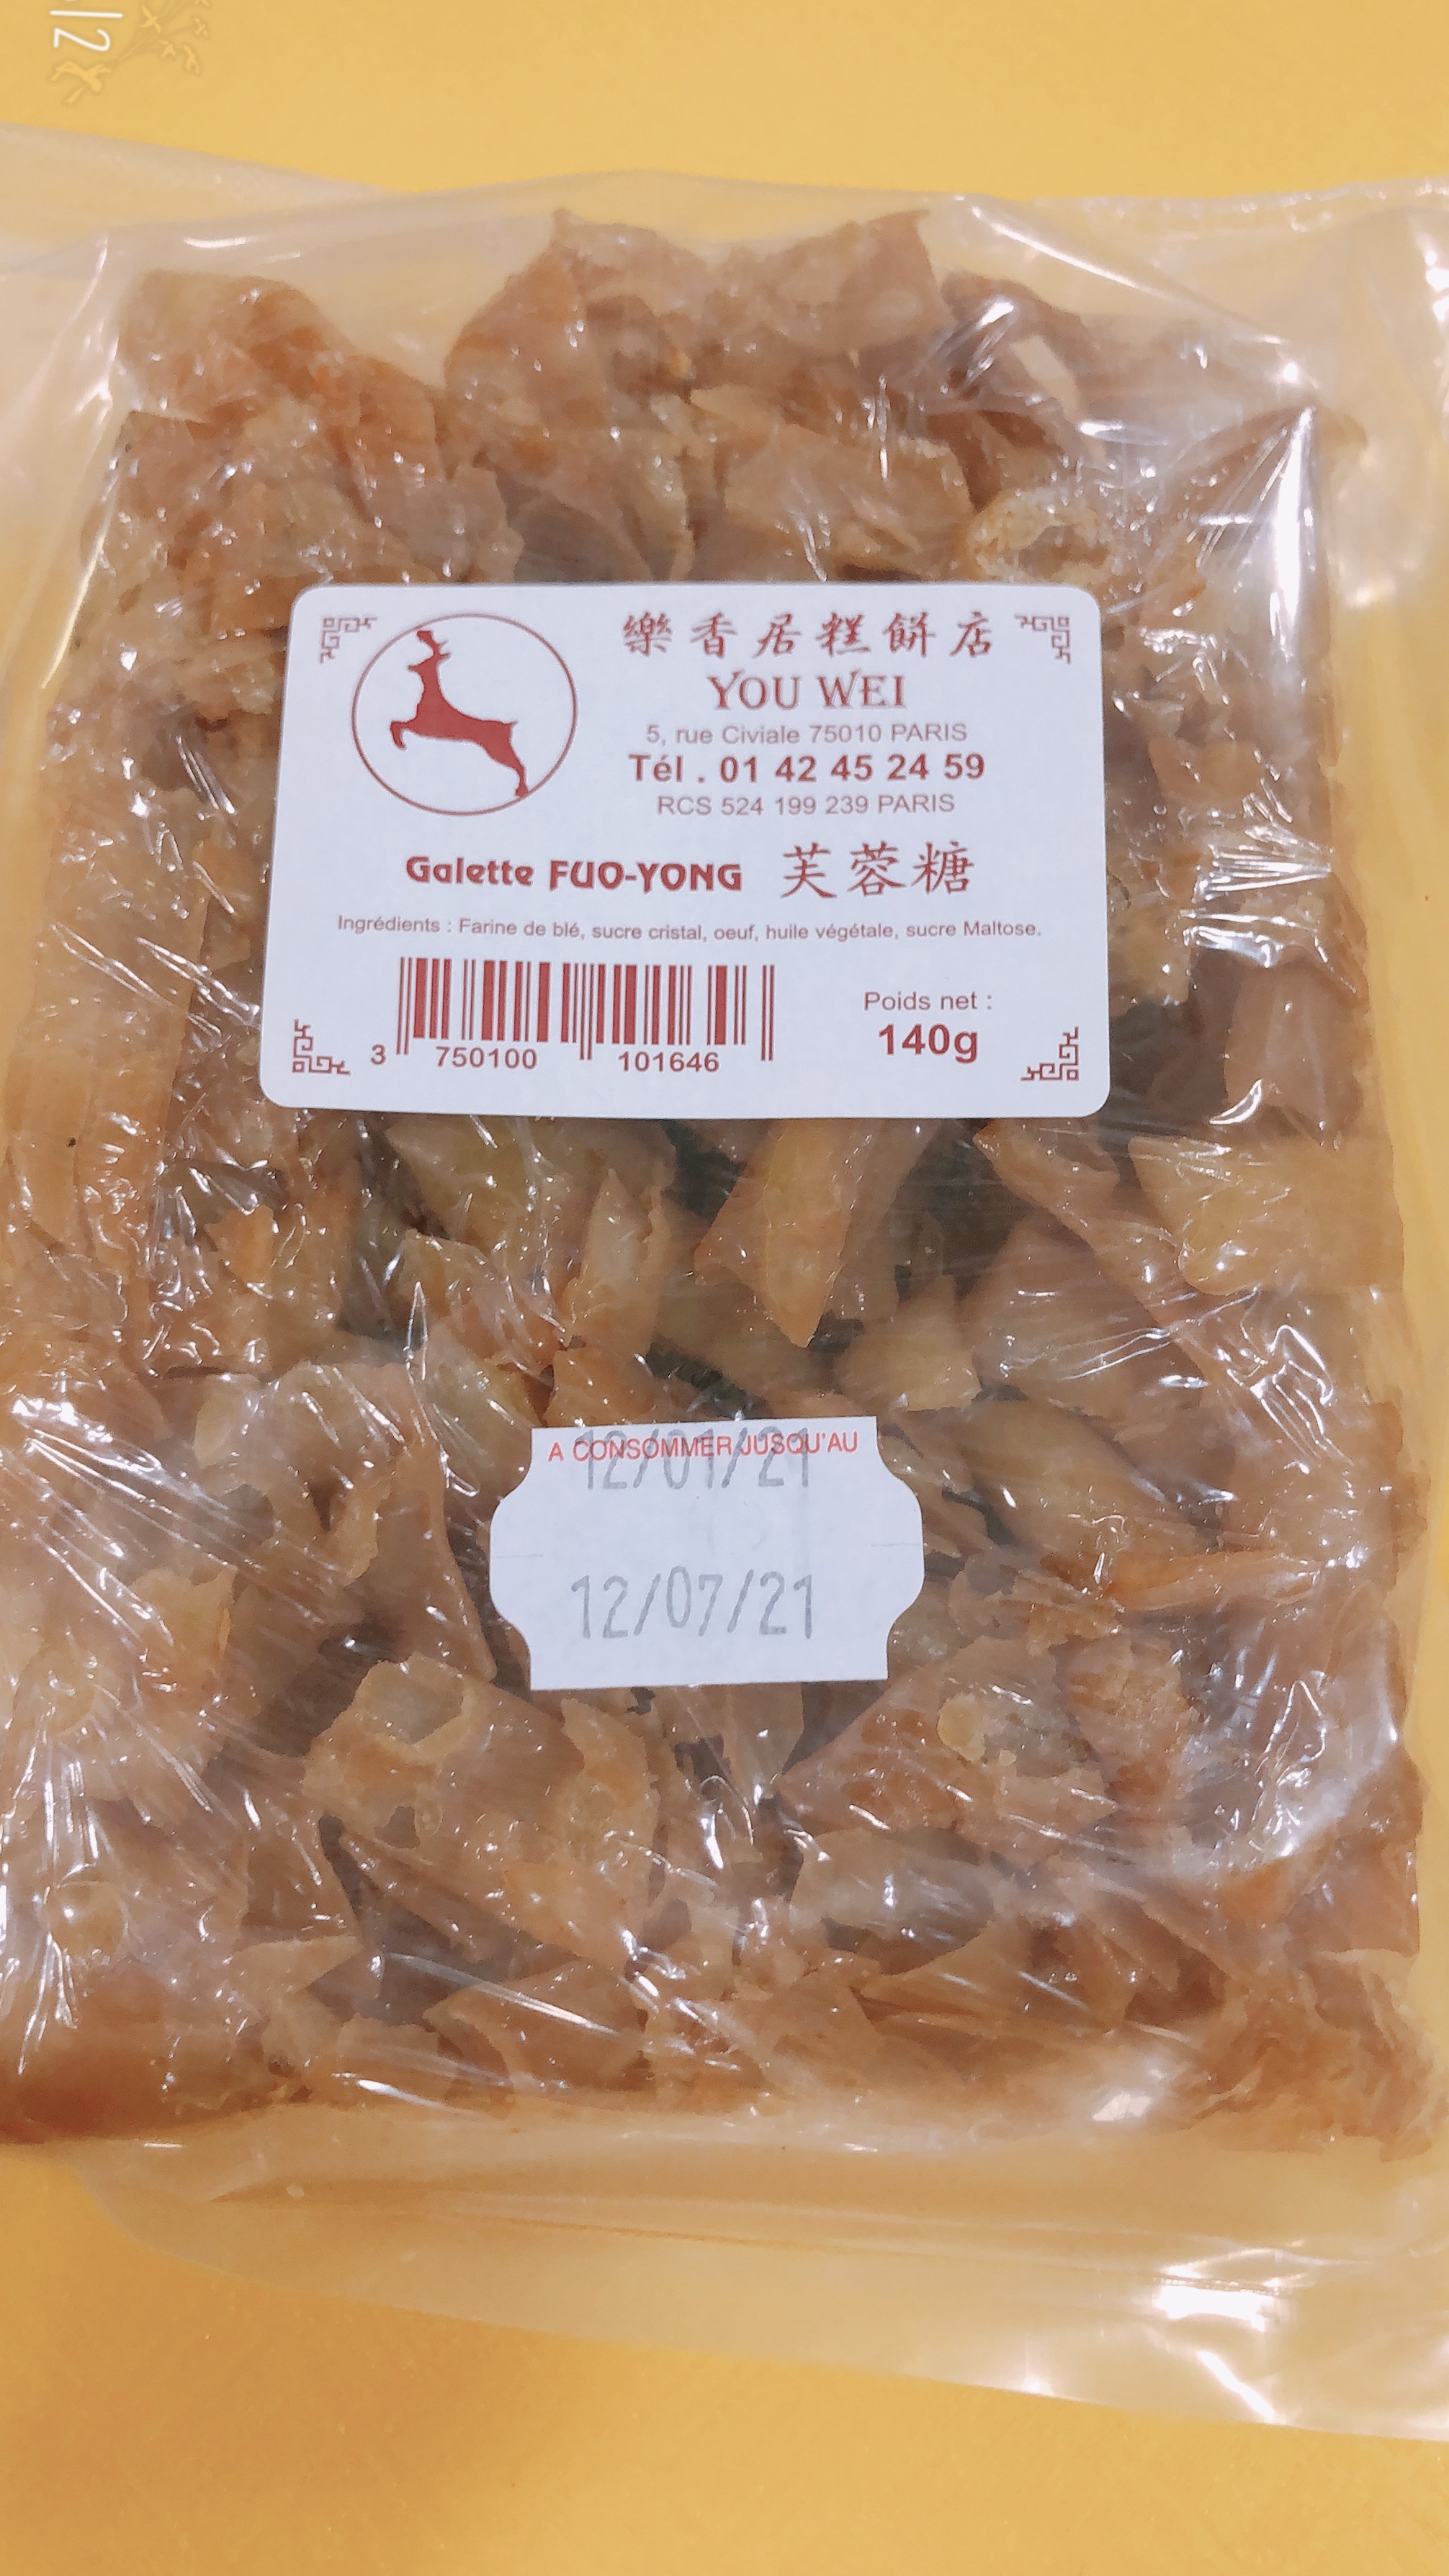 樂香居糕餅店
YOU WEI
5, rue Civiale 75010 PARIS
Tél . 01 42 45 24 59
RCS 524 199 239 PARIS
Galette FUO-YONG 芙蓉糖
Ingrédients : Farine de blé, sucre cristal, oeuf, huile végétale, sucre Maltose.
3 750100 101646
Poids net :
140g
A CONSOMMER JUSQU'AU
12/01/21
12/07/21